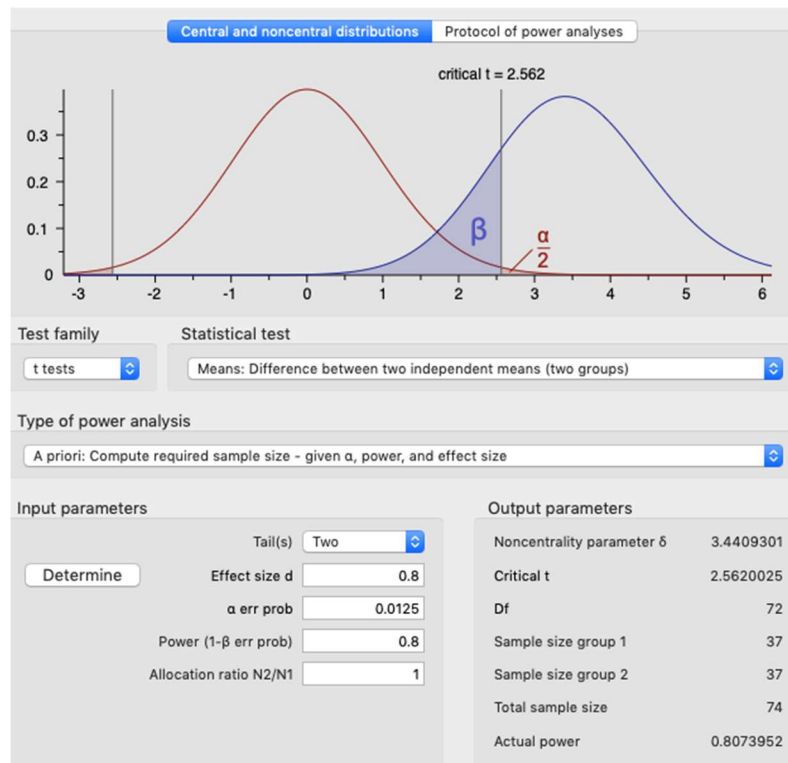 Central and noncentral distributions Protocol of power analyses
critical t = 2.562
0.3
0.2
0.1
0
β
α
2
-3 -2 -1 0 1 2 3 4 5 6
Test family Statistical test
t tests Means: Difference between two independent means (two groups)
Type of power analysis
A priori: Compute required sample size - given α, power, and effect size
Input parameters Output parameters
Tail(s) Two Noncentrality parameter δ 3.4409301
Determine Effect size d 0.8 Critical t 2.5620025
α err prob 0.0125 Df 72
Power (1-β err prob) 0.8 Sample size group 1 37
Allocation ratio N2/N1 1 Sample size group 2 37
Total sample size 74
Actual power 0.8073952